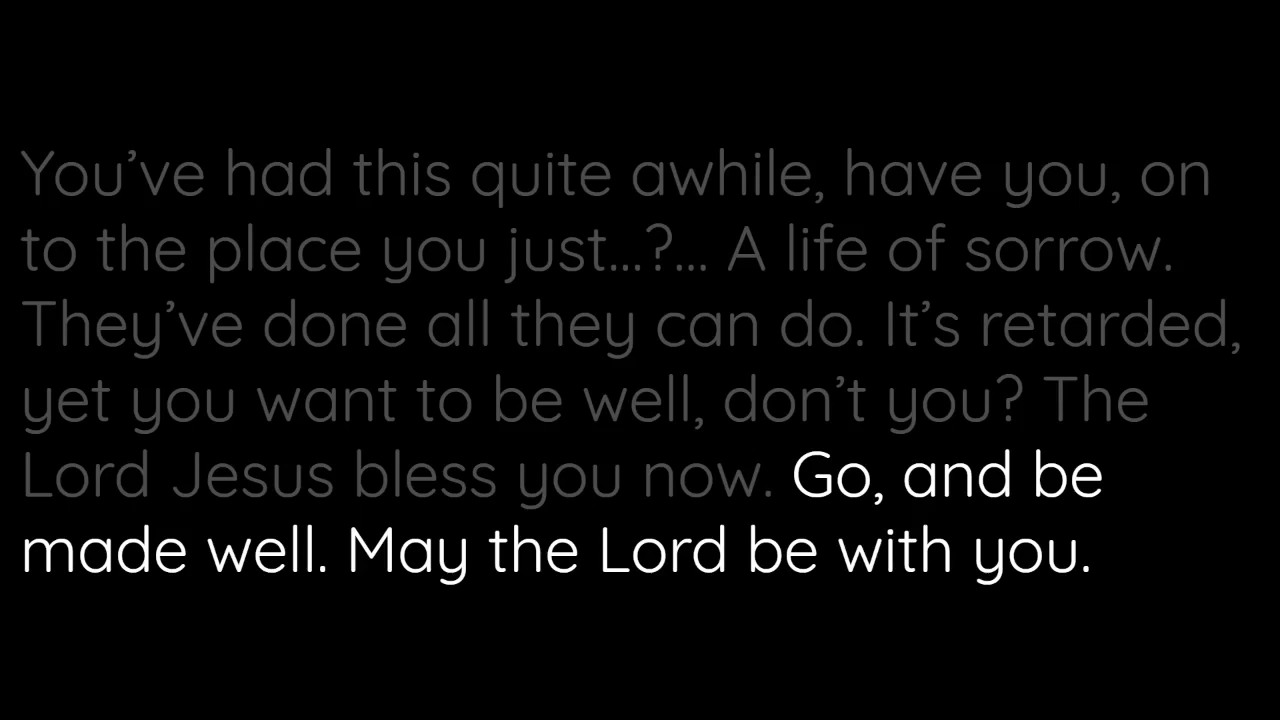 You’ve had this quite awhile, have you, on
to the place you just...?... A life of sorrow.
They’ve done all they can do. It’s retarded,
yet you want to be well, don’t you? The
Lord Jesus bless you now. Go, and be
made well. May the Lord be with you.